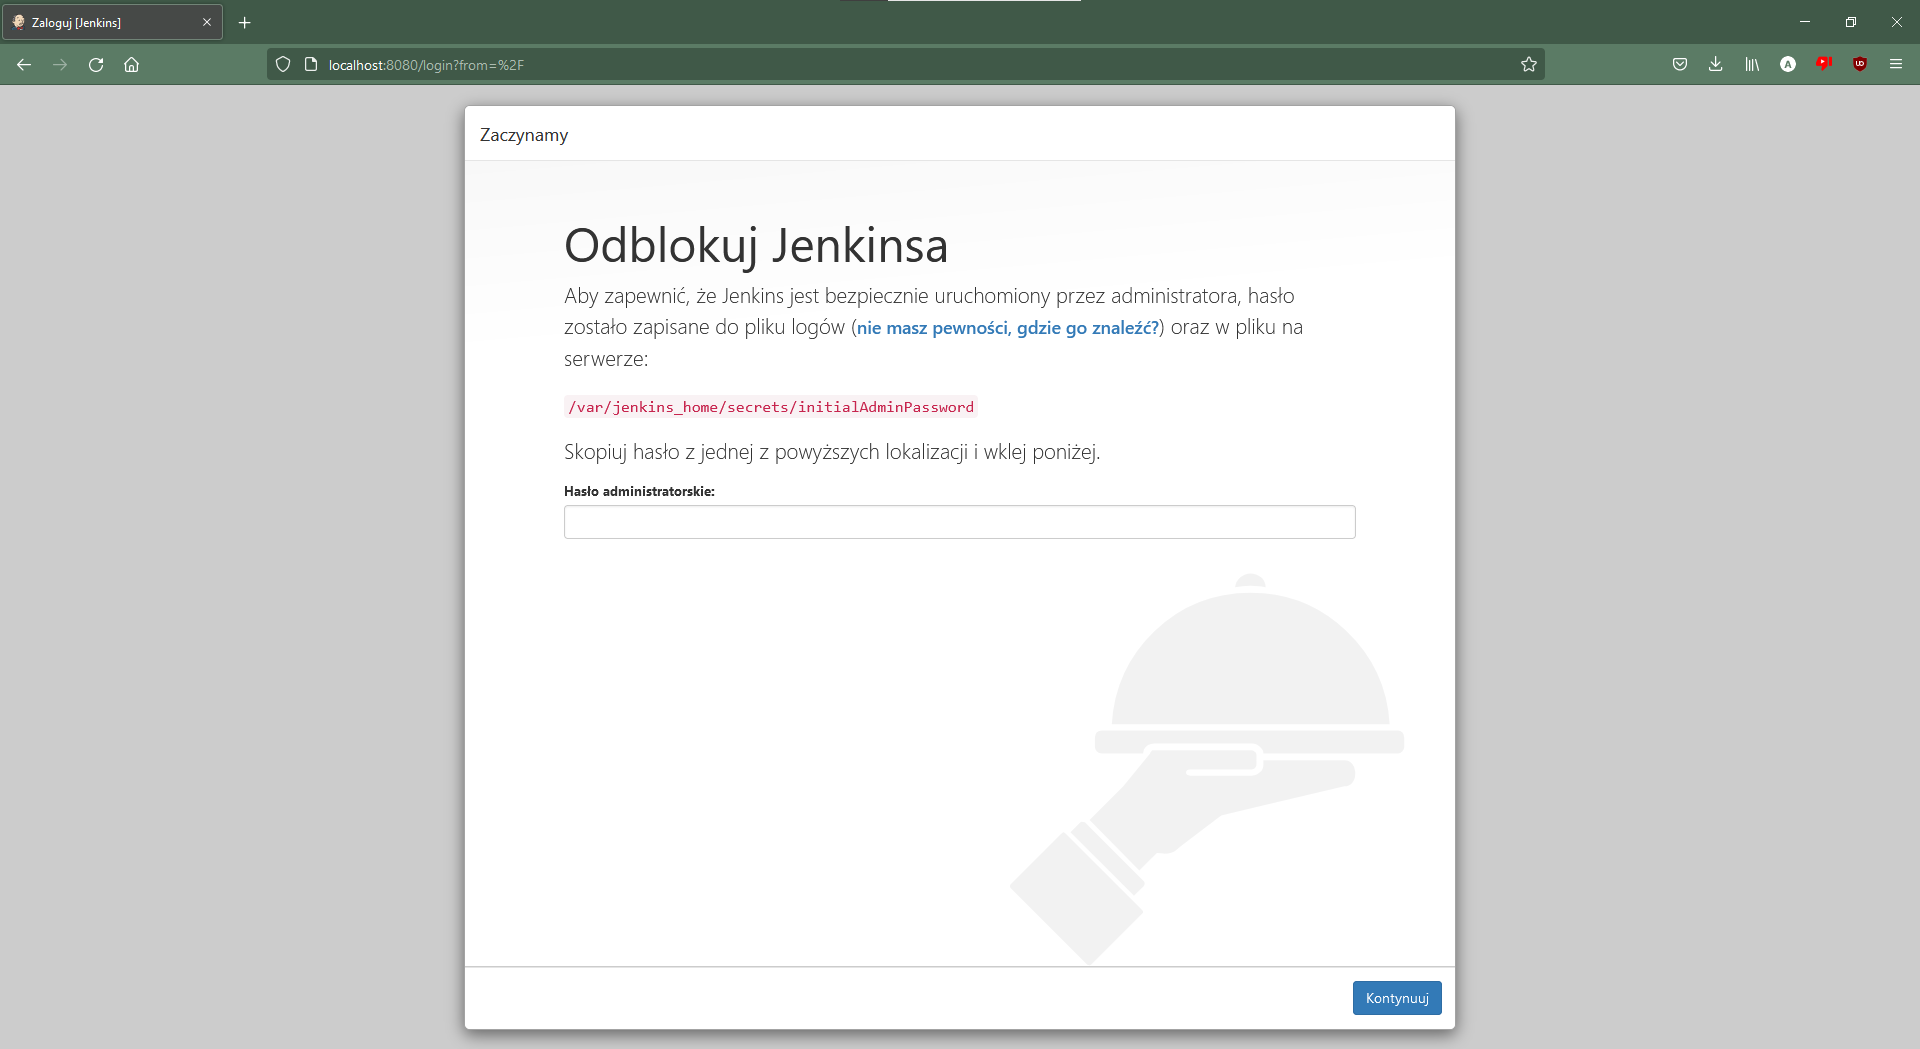 Zaloguj [Jenkins]
localhost:8080/login?from=%2F
A
UD
Zaczynamy
Odblokuj Jenkinsa
Aby zapewnić, że Jenkins jest bezpiecznie uruchomiony przez administratora, hasło
zostało zapisane do pliku logów (nie masz pewności, gdzie go znaleźć?) oraz w pliku na
serwerze:
/var/jenkins_home/secrets/initialAdminPassword
Skopiuj hasło z jednej z powyższych lokalizacji i wklej poniżej.
Hasło administratorskie:
Kontynuuj